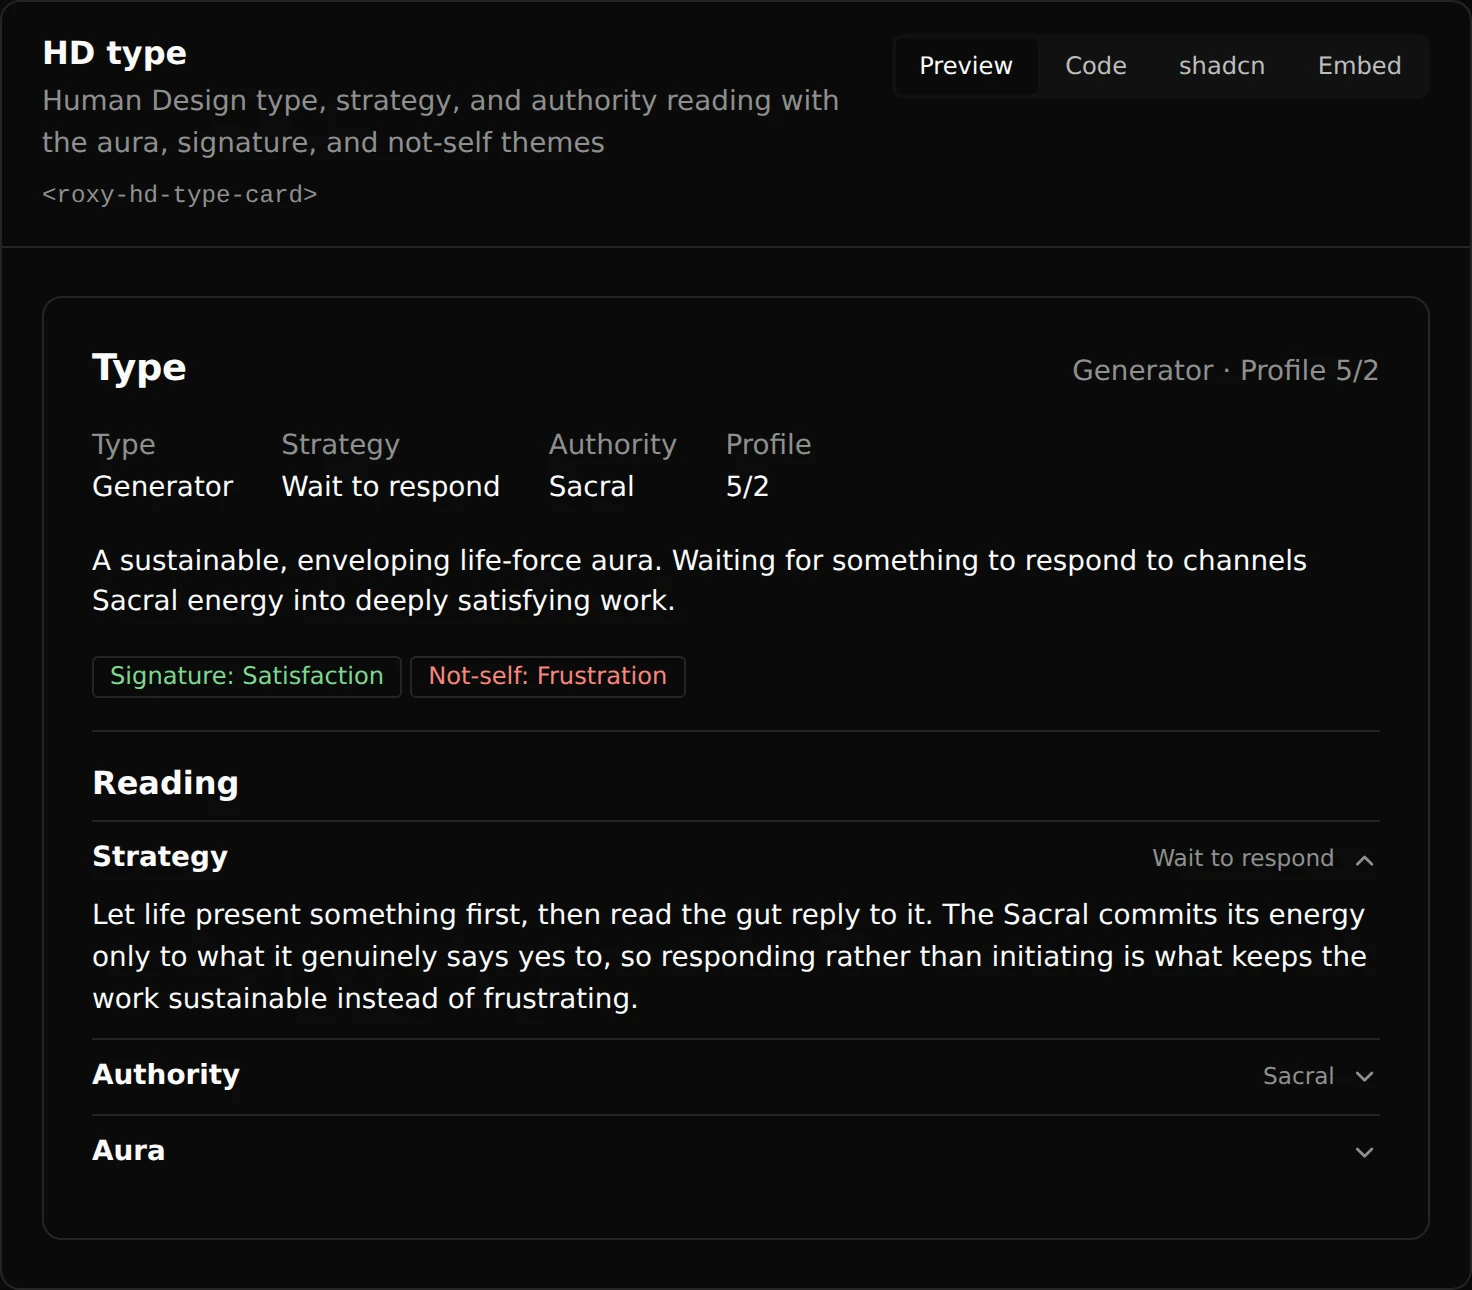 HD type
Preview
Code
shadcn
Embed
Human Design type, strategy, and authority reading with
the aura, signature, and not-self themes
<roxy-hd-type-card>
Type
Generator · Profile 5/2
Type
Strategy
Authority
Profile
Generator
Wait to respond
Sacral
5/2
A sustainable, enveloping life-force aura. Waiting for something to respond to channels
Sacral energy into deeply satisfying work.
Signature: Satisfaction
Not-self: Frustration
Reading
Strategy
Wait to respond
Let life present something first, then read the gut reply to it. The Sacral commits its energy
only to what it genuinely says yes to, so responding rather than initiating is what keeps the
work sustainable instead of frustrating.
Authority
Sacral
Aura